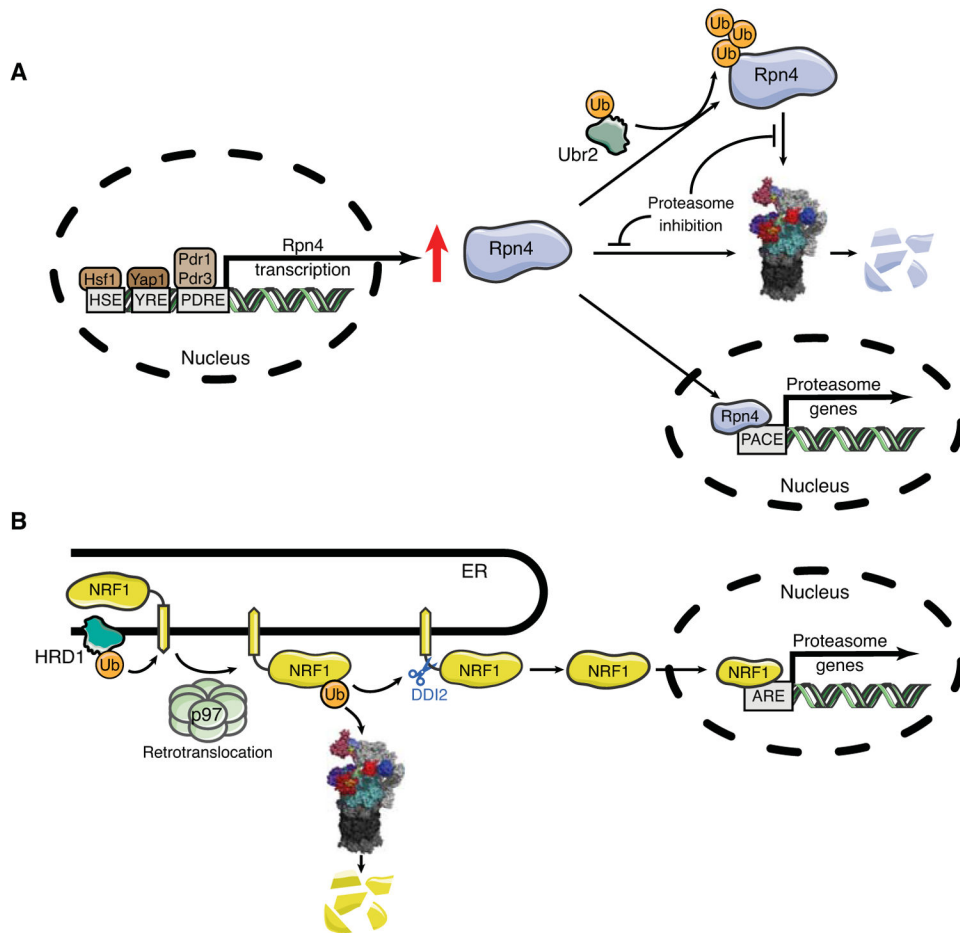 A
Ub
Ub
Ub
Rpn4
Ub
Ubr2
Proteasome
inhibition
Rpn4
transcription
Rpn4
Pdr1
Pdr3
Hsf1
Yap1
HSE
YRE
PDRE
Nucleus
Proteasome
genes
Rpn4
PACE
Nucleus
B
ER
NRF1
HRD1
Ub
NRF1
Ub
DDI2
NRF1
NRF1
p97
Retrotranslocation
Nucleus
Proteasome
genes
NRF1
ARE